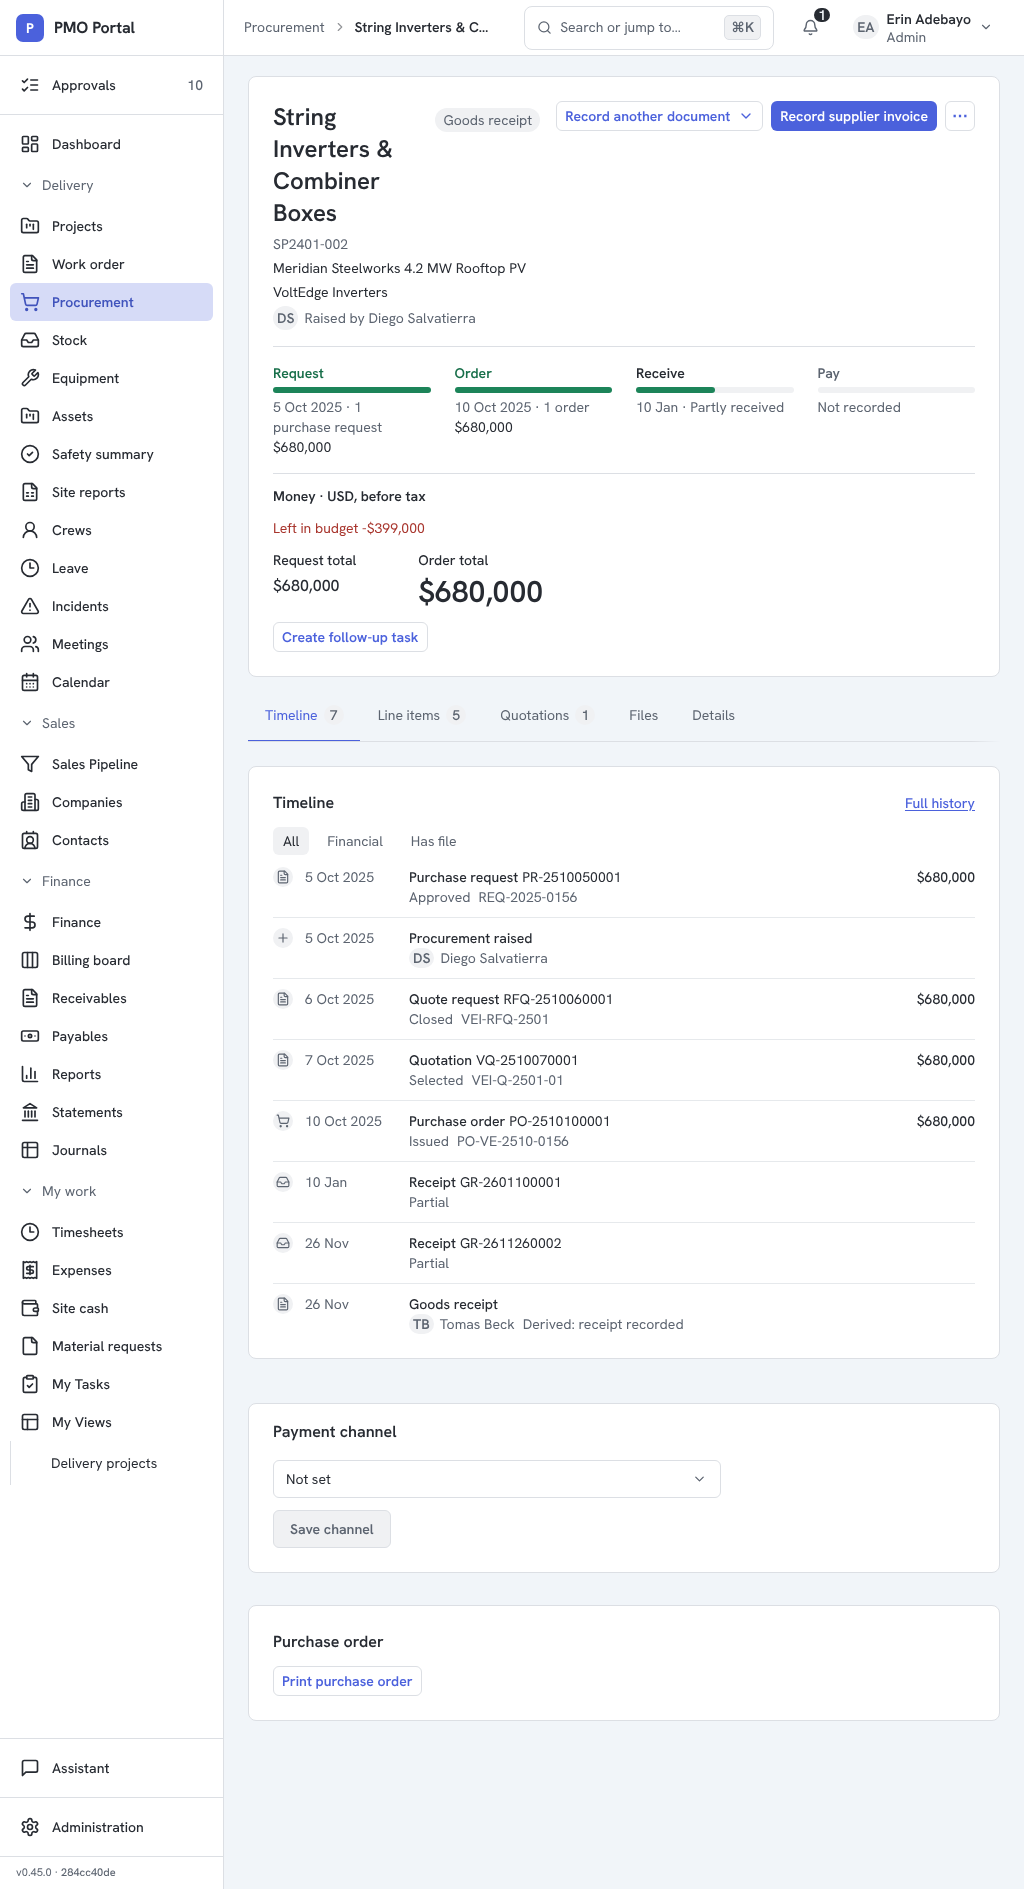 P PMO Portal
Procurement > String Inverters & C...
Search or jump to... ⌘K
1
EA Erin Adebayo
Admin
Approvals 10
Dashboard
Delivery
Projects
Work order
Procurement
Stock
Equipment
Assets
Safety summary
Site reports
Crews
Leave
Incidents
Meetings
Calendar
Sales
Sales Pipeline
Companies
Contacts
Finance
Finance
Billing board
Receivables
Payables
Reports
Statements
Journals
My work
Timesheets
Expenses
Site cash
Material requests
My Tasks
My Views
Delivery projects
Assistant
Administration
v0.45.0 · 284cc40de
String
Inverters &
Combiner
Boxes
Goods receipt
Record another document
Record supplier invoice
SP2401-002
Meridian Steelworks 4.2 MW Rooftop PV
VoltEdge Inverters
DS Raised by Diego Salvatierra
Request
5 Oct 2025 · 1
purchase request
$680,000
Order
10 Oct 2025 · 1 order
$680,000
Receive
10 Jan · Partly received
Pay
Not recorded
Money · USD, before tax
Left in budget -$399,000
Request total
$680,000
Order total
$680,000
Create follow-up task
Timeline 7
Line items 5
Quotations 1
Files
Details
Timeline
Full history
All Financial Has file
5 Oct 2025 Purchase request PR-2510050001 $680,000
Approved REQ-2025-0156
5 Oct 2025 Procurement raised
DS Diego Salvatierra
6 Oct 2025 Quote request RFQ-2510060001 $680,000
Closed VEI-RFQ-2501
7 Oct 2025 Quotation VQ-2510070001 $680,000
Selected VEI-Q-2501-01
10 Oct 2025 Purchase order PO-2510100001 $680,000
Issued PO-VE-2510-0156
10 Jan Receipt GR-2601100001
Partial
26 Nov Receipt GR-2611260002
Partial
26 Nov Goods receipt
TB Tomas Beck Derived: receipt recorded
Payment channel
Not set
Save channel
Purchase order
Print purchase order